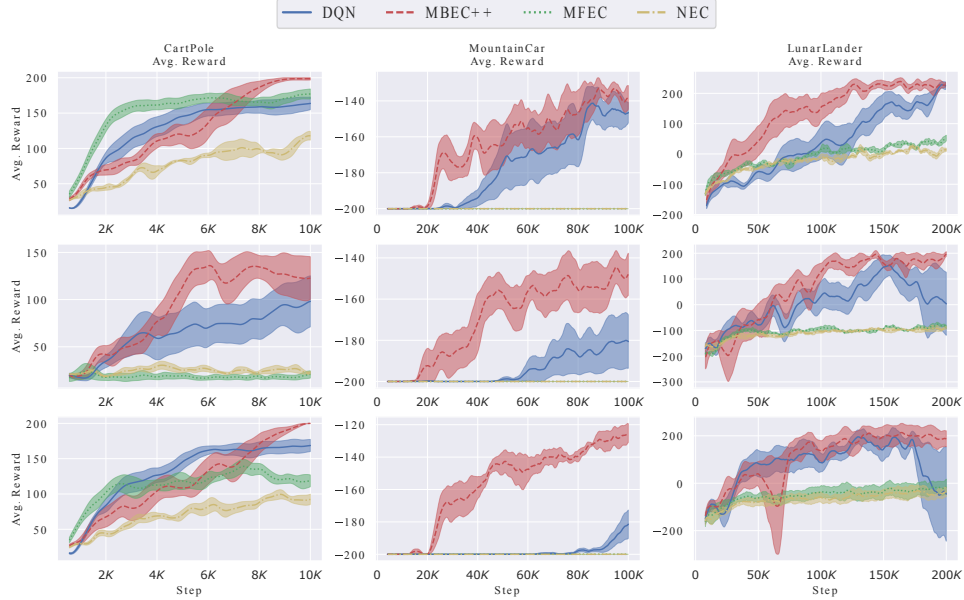 DQN MBEC++ MFEC NEC
CartPole MountainCar LunarLander
Avg. Reward Avg. Reward Avg. Reward
Avg. Reward
200
150
100
50
2K 4K 6K 8K 10K
−140
−160
−180
−200
0 20K 40K 60K 80K 100K
200
100
0
−100
−200
0 50K 100K 150K 200K
Avg. Reward
150
100
50
2K 4K 6K 8K 10K
−140
−160
−180
−200
0 20K 40K 60K 80K 100K
200
100
0
−100
−200
−300
0 50K 100K 150K 200K
Avg. Reward
200
150
100
50
2K 4K 6K 8K 10K
−120
−140
−160
−180
−200
0 20K 40K 60K 80K 100K
200
0
−200
0 50K 100K 150K 200K
Step Step Step